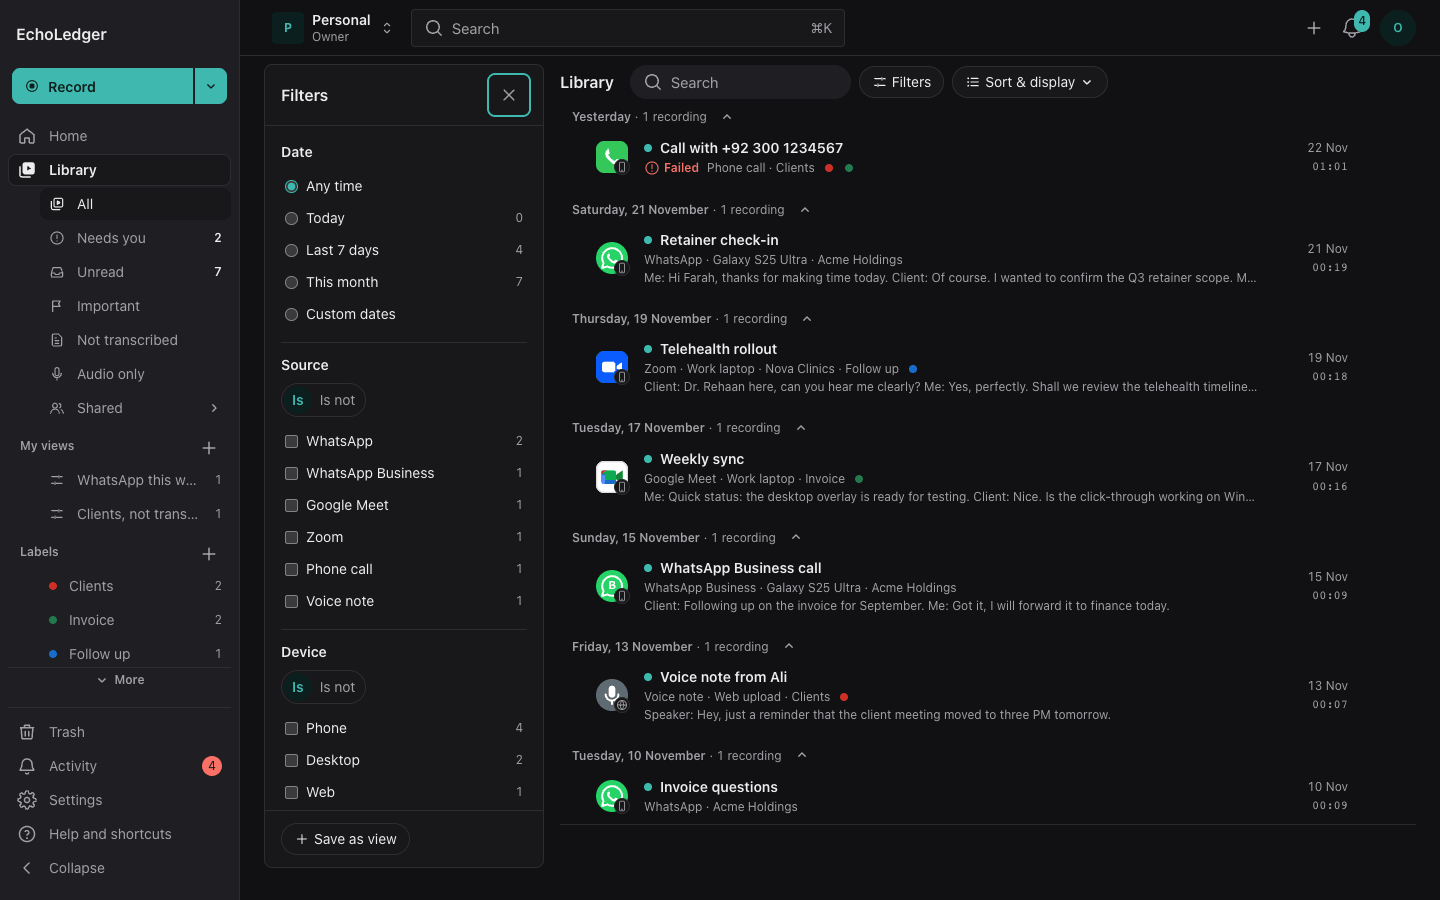 EchoLedger
Record
Home
Library
All
Needs you 2
Unread 7
Important
Not transcribed
Audio only
Shared
My views
WhatsApp this w... 1
Clients, not trans... 1
Labels
Clients 2
Invoice 2
Follow up 1
More
Trash
Activity 4
Settings
Help and shortcuts
Collapse
P Personal
Owner
Search ⌘K
4
O
Filters
Date
Any time
Today 0
Last 7 days 4
This month 7
Custom dates
Source
Is Is not
WhatsApp 2
WhatsApp Business 1
Google Meet 1
Zoom 1
Phone call 1
Voice note 1
Device
Is Is not
Phone 4
Desktop 2
Web 1
Save as view
Library
Search
Filters
Sort & display
Yesterday · 1 recording
Call with +92 300 1234567 22 Nov
Failed Phone call · Clients 01:01
Saturday, 21 November · 1 recording
Retainer check-in 21 Nov
WhatsApp · Galaxy S25 Ultra · Acme Holdings 00:19
Me: Hi Farah, thanks for making time today. Client: Of course. I wanted to confirm the Q3 retainer scope. M...
Thursday, 19 November · 1 recording
Telehealth rollout 19 Nov
Zoom · Work laptop · Nova Clinics · Follow up 00:18
Client: Dr. Rehaan here, can you hear me clearly? Me: Yes, perfectly. Shall we review the telehealth timeline...
Tuesday, 17 November · 1 recording
Weekly sync 17 Nov
Google Meet · Work laptop · Invoice 00:16
Me: Quick status: the desktop overlay is ready for testing. Client: Nice. Is the click-through working on Win...
Sunday, 15 November · 1 recording
WhatsApp Business call 15 Nov
WhatsApp Business · Galaxy S25 Ultra · Acme Holdings 00:09
Client: Following up on the invoice for September. Me: Got it, I will forward it to finance today.
Friday, 13 November · 1 recording
Voice note from Ali 13 Nov
Voice note · Web upload · Clients 00:07
Speaker: Hey, just a reminder that the client meeting moved to three PM tomorrow.
Tuesday, 10 November · 1 recording
Invoice questions 10 Nov
WhatsApp · Acme Holdings 00:09